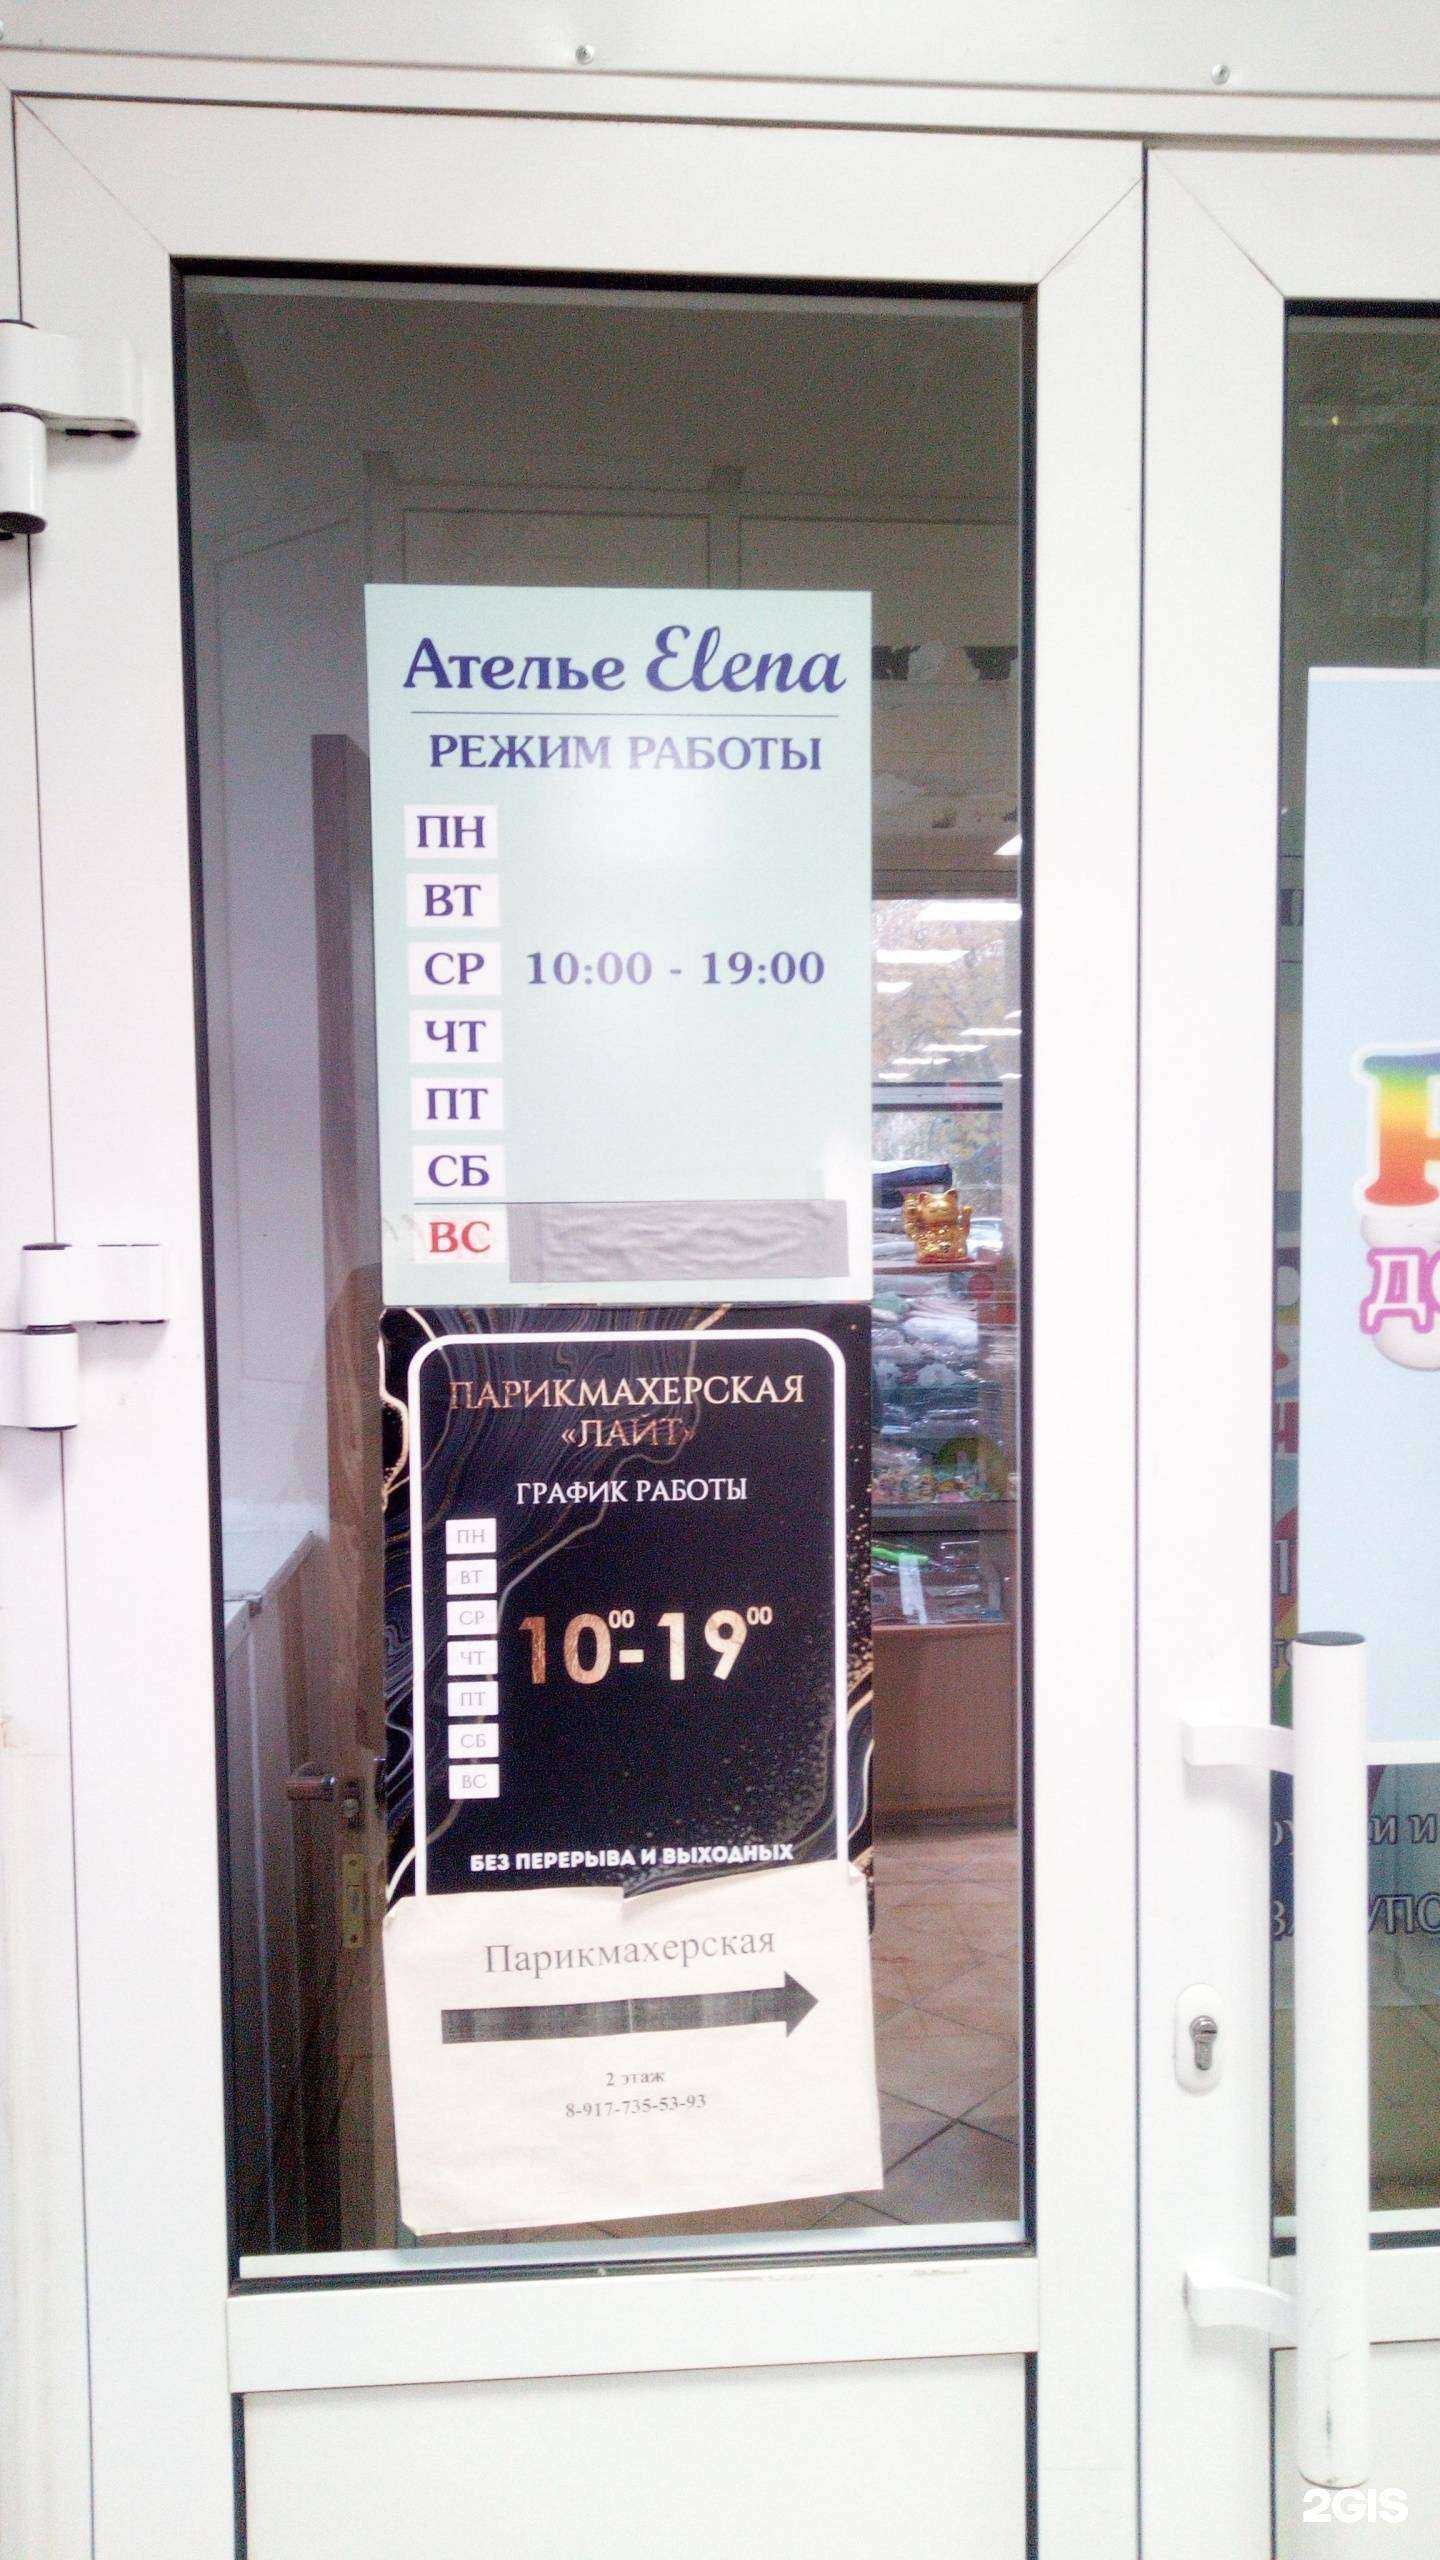 Ателье Elena
РЕЖИМ РАБОТЫ
ПН
ВТ
СР 10:00 - 19:00
ЧТ
ПТ
СБ
ВС
ПАРИКМАХЕРСКАЯ
«ЛАЙТ»
ГРАФИК РАБОТЫ
ПН
ВТ
СР
ЧТ
ПТ
СБ
ВС
10⁰⁰-19⁰⁰
БЕЗ ПЕРЕРЫВА И ВЫХОДНЫХ
Парикмахерская
2 этаж
8-917-735-53-93
2GIS